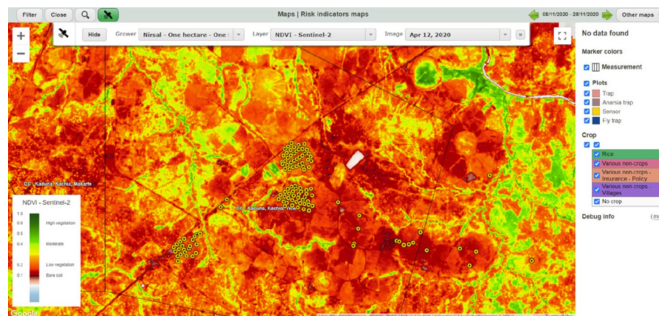 Filter Close Maps | Risk indicators maps 15/11/2020 - 29/11/2020 Other maps
Hide Grower Nirsal - One hectare - One Layer NDVI - Sentinel-2 Image Apr 12, 2020
No data found
Marker colors
Measurement
Plots
Trap
Anarsia trap
Sensor
Fly trap
Crop
Rice
Various non-crops
Various non-crops -
Insurance - Policy
Various non-crops -
Villages
No crop
Debug info
NDVI - Sentinel-2
High vegetation
Moderate
Low vegetation
Bare soil
Google